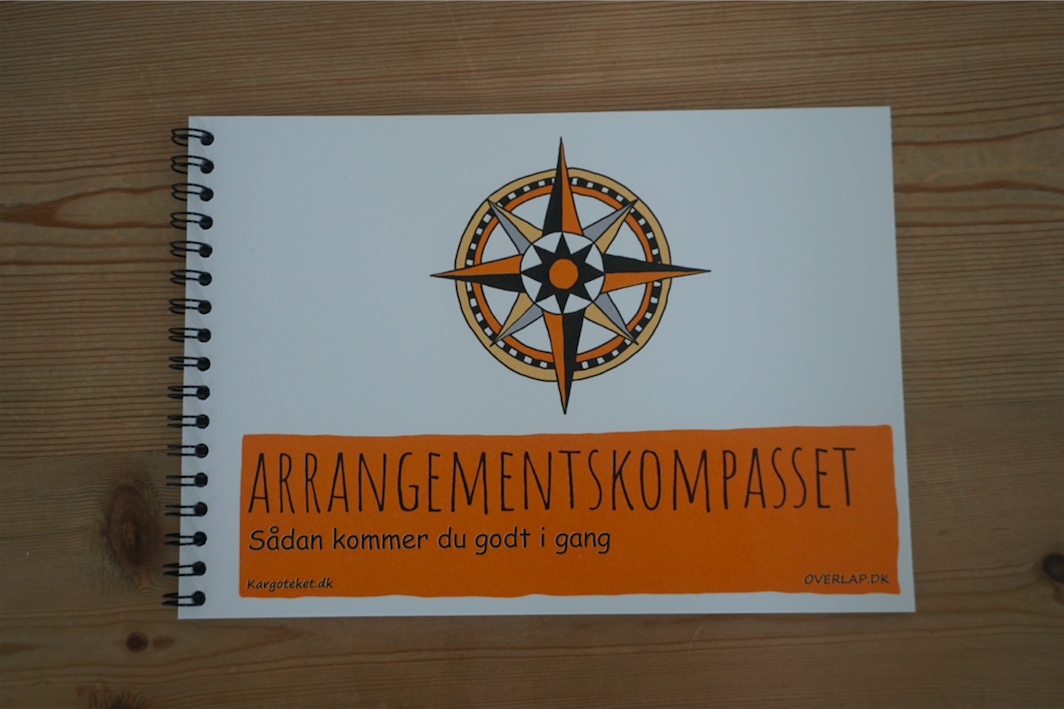 ARRANGEMENTSKOMPASSET
Sådan kommer du godt i gang
Kargoteket.dk
OVERLAP.DK